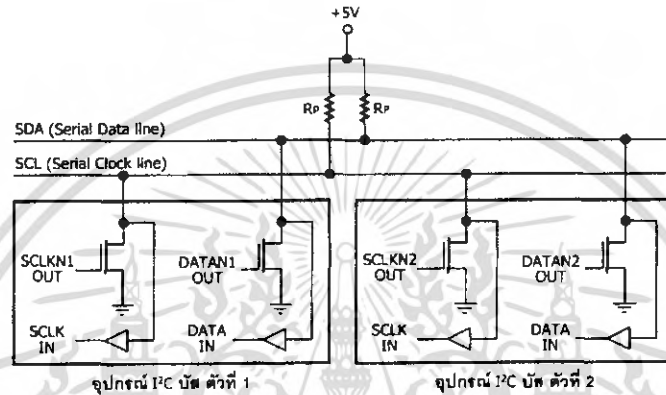 +5V
RP RP
SDA (Serial Data line)
SCL (Serial Clock line)
SCLKN1 OUT
DATAN1 OUT
SCLKN2 OUT
DATAN2 OUT
SCLK IN
DATA IN
SCLK IN
DATA IN
อุปกรณ์ I²C บัส ตัวที่ 1
อุปกรณ์ I²C บัส ตัวที่ 2